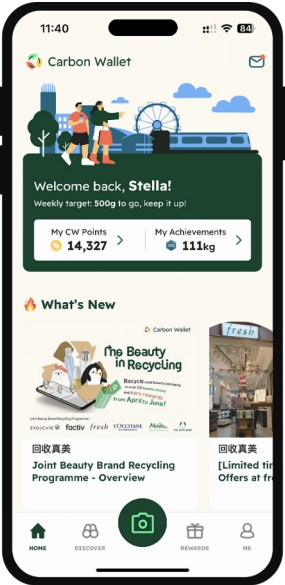 11:40
84
Carbon Wallet
Welcome back, Stella!
Weekly target: 500g to go, keep it up!
My CW Points
14,327
My Achievements
111kg
What's New
Carbon Wallet
The Beauty
in Recycling
from April to June!
EVOLUCARE factiv fresh L'OCCITANE
fresh
回收真美
Joint Beauty Brand Recycling
Programme - Overview
回收真美
[Limited tim
Offers at fre
HOME
DISCOVER
REWARDS
ME